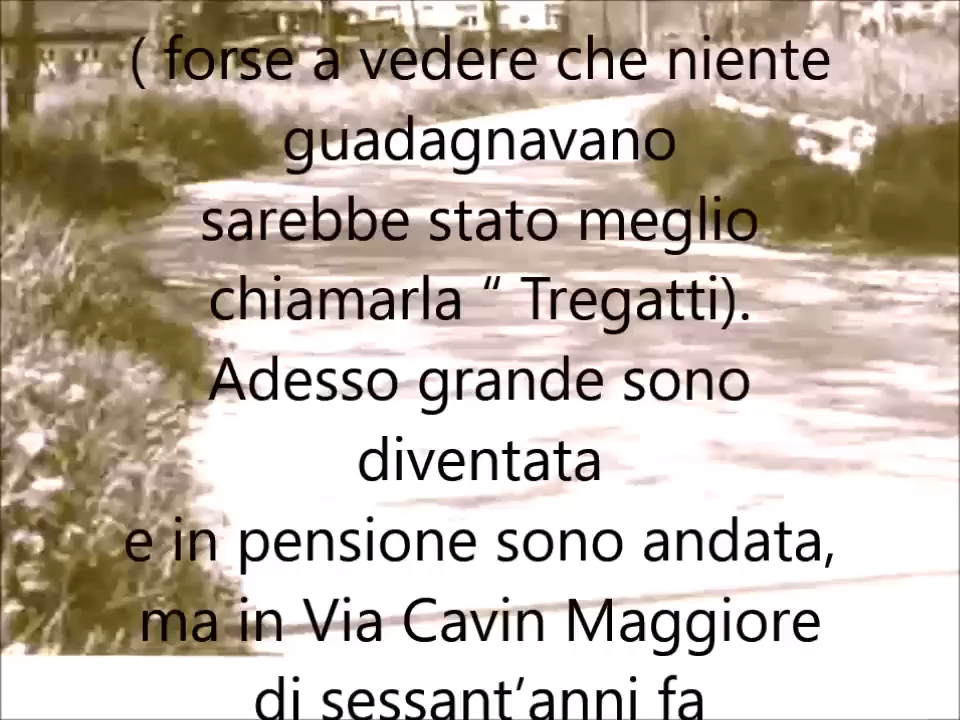 ( forse a vedere che niente
guadagnavano
sarebbe stato meglio
chiamarla “ Tregatti).
Adesso grande sono
diventata
e in pensione sono andata,
ma in Via Cavin Maggiore
di sessant’anni fa